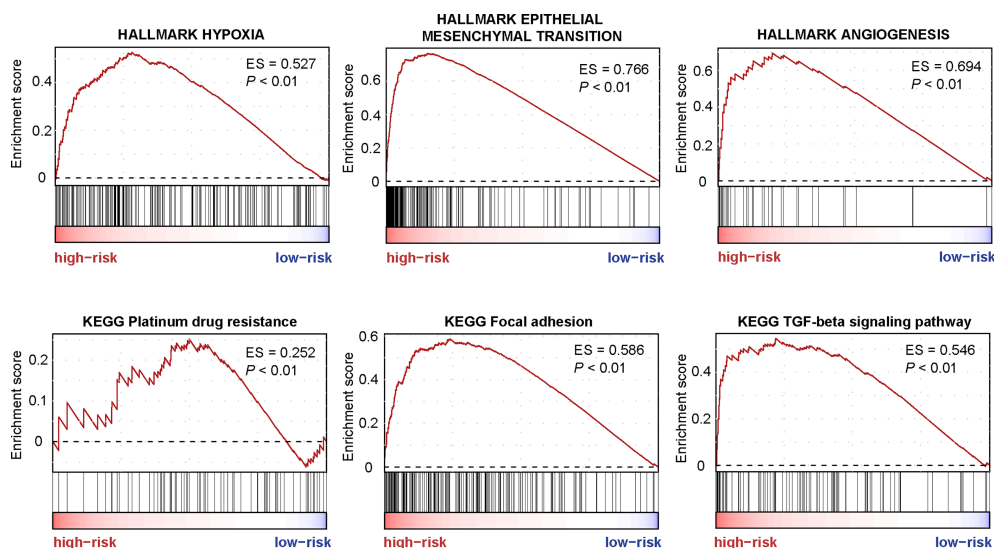 HALLMARK HYPOXIA
Enrichment score
0.4
0.2
0
ES = 0.527
P < 0.01
high-risk
low-risk
HALLMARK EPITHELIAL
MESENCHYMAL TRANSITION
Enrichment score
0.6
0.4
0.2
0
ES = 0.766
P < 0.01
high-risk
low-risk
HALLMARK ANGIOGENESIS
Enrichment score
0.6
0.4
0.2
0
ES = 0.694
P < 0.01
high-risk
low-risk
KEGG Platinum drug resistance
Enrichment score
0.2
0.1
0
ES = 0.252
P < 0.01
high-risk
low-risk
KEGG Focal adhesion
Enrichment score
0.6
0.4
0.2
0
ES = 0.586
P < 0.01
high-risk
low-risk
KEGG TGF-beta signaling pathway
Enrichment score
0.4
0.2
0
ES = 0.546
P < 0.01
high-risk
low-risk